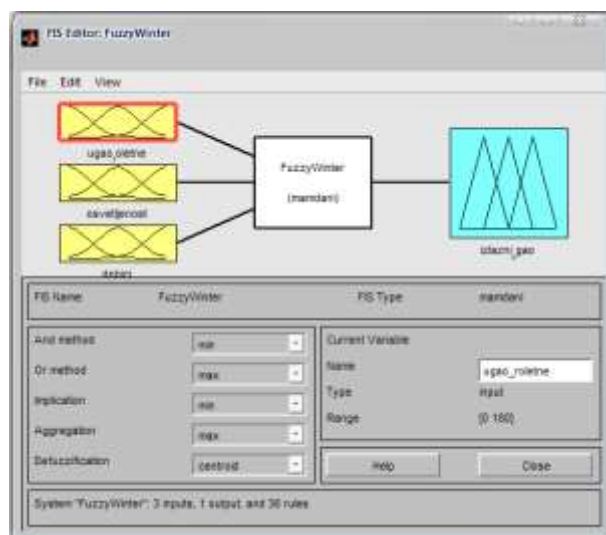 FIS Editor: FuzzyWinter
File Edit View
ugao_roletne
FuzzyWinter
(mamdani)
osvetljenost
izlazni_ugao
FIS Name: FuzzyWinter FIS Type mamdani
And method min
Or method max
Implication min
Aggregation max
Defuzzification centroid
Current Variable
Name ugao_roletne
Type input
Range [0 180]
Help Close
System "FuzzyWinter": 3 inputs, 1 output, and 36 rules